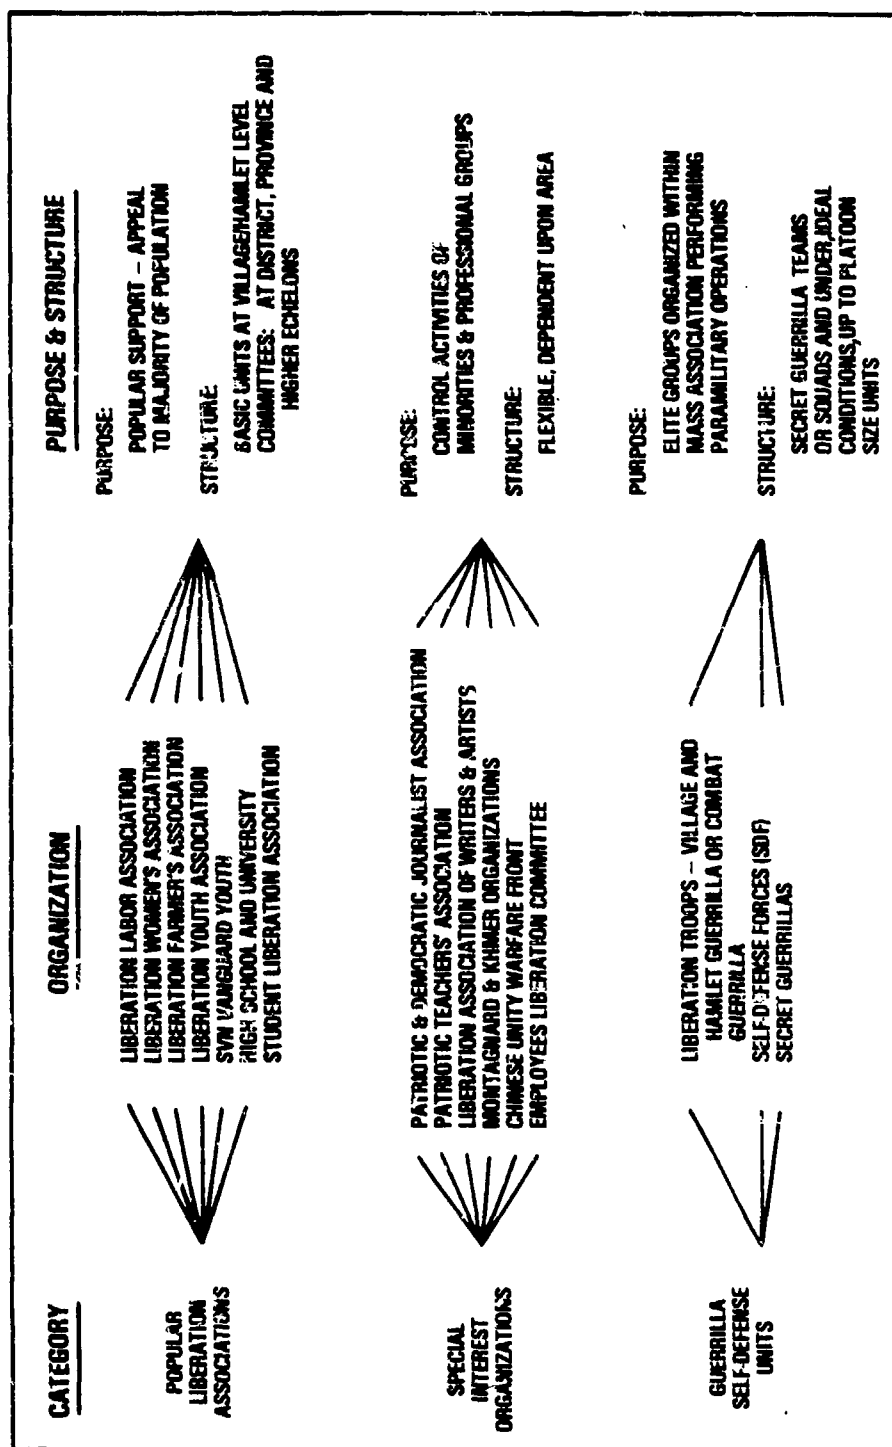 CATEGORY
ORGANIZATION
PURPOSE & STRUCTURE
POPULAR
LIBERATION
ASSOCIATIONS
LIBERATION LABOR ASSOCIATION
LIBERATION WOMEN'S ASSOCIATION
LIBERATION FARMER'S ASSOCIATION
LIBERATION YOUTH ASSOCIATION
SVN VANGUARD YOUTH
HIGH SCHOOL AND UNIVERSITY
STUDENT LIBERATION ASSOCIATION
PURPOSE:
POPULAR SUPPORT – APPEAL
TO MAJORITY OF POPULATION
STRUCTURE:
BASIC UNITS AT VILLAGE/HAMLET LEVEL
COMMITTEES: AT DISTRICT, PROVINCE AND
HIGHER ECHELONS
SPECIAL
INTEREST
ORGANIZATIONS
PATRIOTIC & DEMOCRATIC JOURNALIST ASSOCIATION
PATRIOTIC TEACHERS' ASSOCIATION
LIBERATION ASSOCIATION OF WRITERS & ARTISTS
MONTAGNARD & KHMER ORGANIZATIONS
CHINESE UNITY WARFARE FRONT
EMPLOYEES LIBERATION COMMITTEE
PURPOSE:
CONTROL ACTIVITIES OF
MINORITIES & PROFESSIONAL GROUPS
STRUCTURE:
FLEXIBLE, DEPENDENT UPON AREA
GUERRILLA
SELF-DEFENSE
UNITS
LIBERATION TROOPS – VILLAGE AND
HAMLET GUERRILLA OR COMBAT
GUERRILLA
SELF-DEFENSE FORCES (SDF)
SECRET GUERRILLAS
PURPOSE:
ELITE GROUPS ORGANIZED WITHIN
MASS ASSOCIATION PERFORMING
PARAMILITARY OPERATIONS
STRUCTURE:
SECRET GUERRILLA TEAMS
OR SQUADS AND UNDER, IDEAL
CONDITIONS, UP TO PLATOON
SIZE UNITS